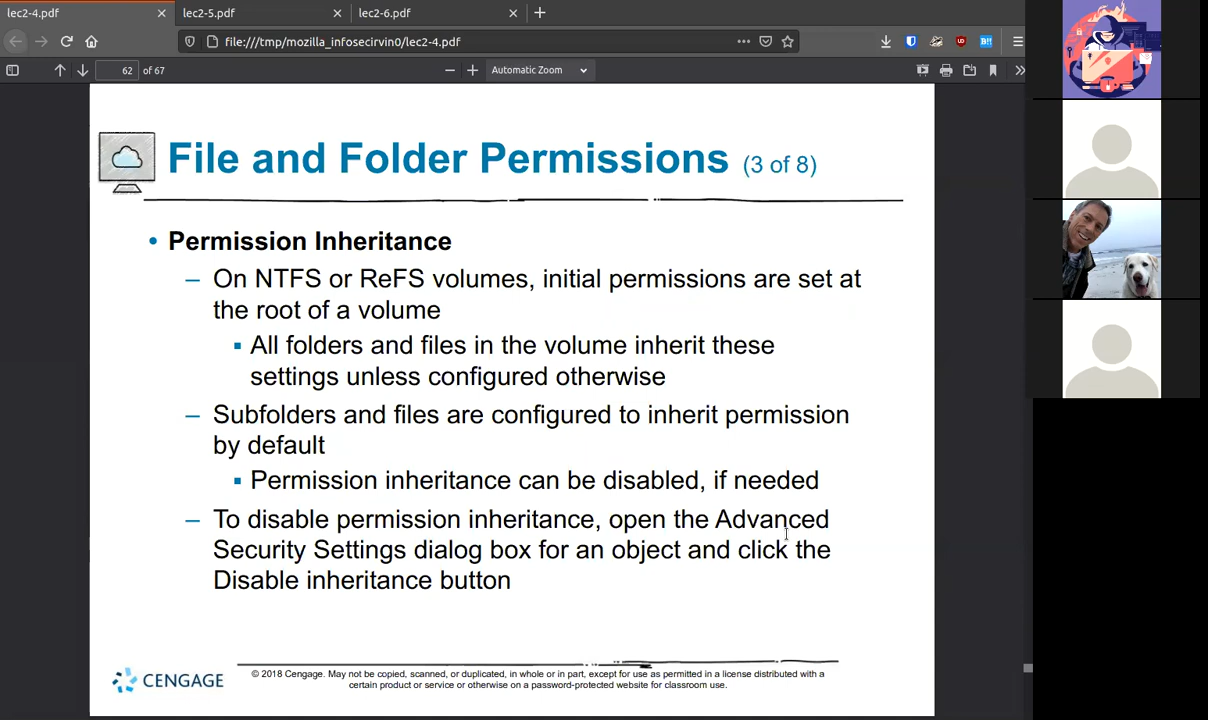 lec2-4.pdf
lec2-5.pdf
lec2-6.pdf
file:///tmp/mozilla_infosecirvin0/lec2-4.pdf
62 of 67
Automatic Zoom
File and Folder Permissions (3 of 8)
• Permission Inheritance
– On NTFS or ReFS volumes, initial permissions are set at
the root of a volume
▪ All folders and files in the volume inherit these
settings unless configured otherwise
– Subfolders and files are configured to inherit permission
by default
▪ Permission inheritance can be disabled, if needed
– To disable permission inheritance, open the Advanced
Security Settings dialog box for an object and click the
Disable inheritance button
CENGAGE
© 2018 Cengage. May not be copied, scanned, or duplicated, in whole or in part, except for use as permitted in a license distributed with a
certain product or service or otherwise on a password-protected website for classroom use.